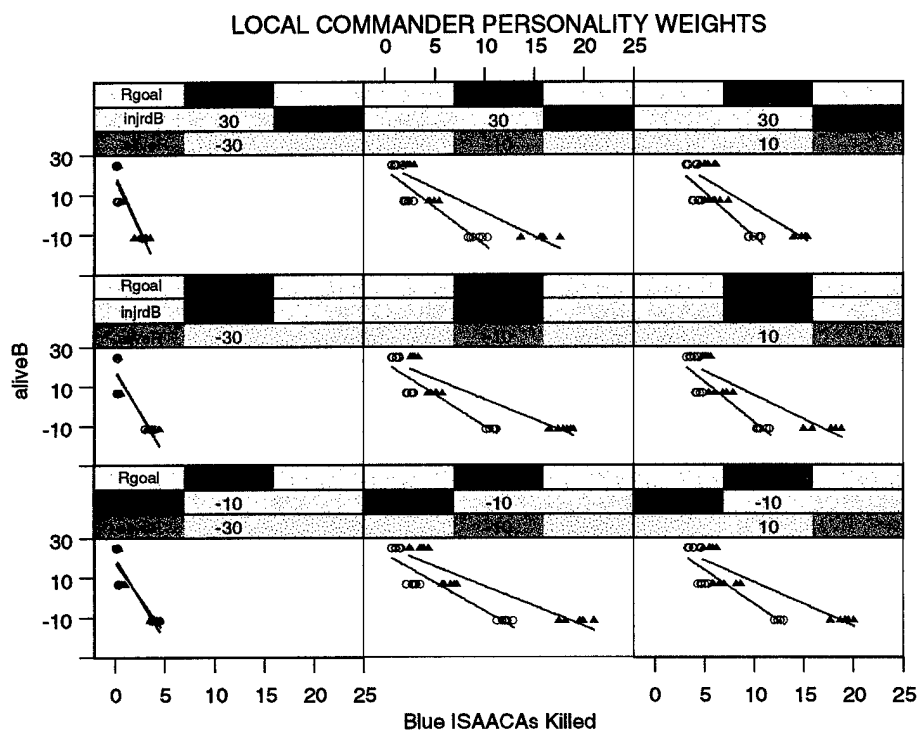 LOCAL COMMANDER PERSONALITY WEIGHTS
0 5 10 15 20 25
Rgoal
injrdB 30 30 30
-30 10
30
10
-10
Rgoal
injrdB
-30 10
aliveB
30
10
-10
Rgoal
-10 -10 -10
-30 10
30
10
-10
0 5 10 15 20 25 0 5 10 15 20 25
Blue ISAACAs Killed